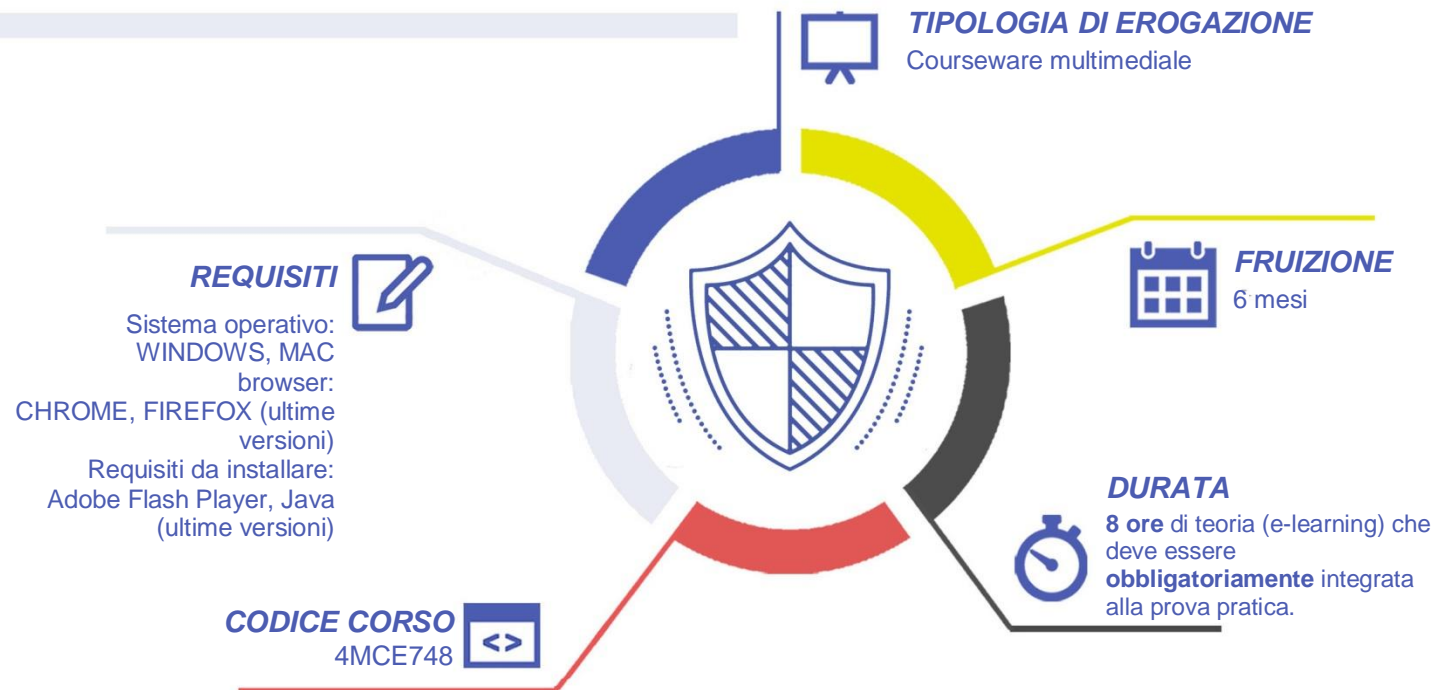 TIPOLOGIA DI EROGAZIONE
Courseware multimediale
FRUIZIONE
6 mesi
REQUISITI
Sistema operativo:
WINDOWS, MAC
browser:
CHROME, FIREFOX (ultime
versioni)
Requisiti da installare:
Adobe Flash Player, Java
(ultime versioni)
DURATA
8 ore di teoria (e-learning) che
deve essere
obbligatoriamente integrata
alla prova pratica.
CODICE CORSO
4MCE748
<>